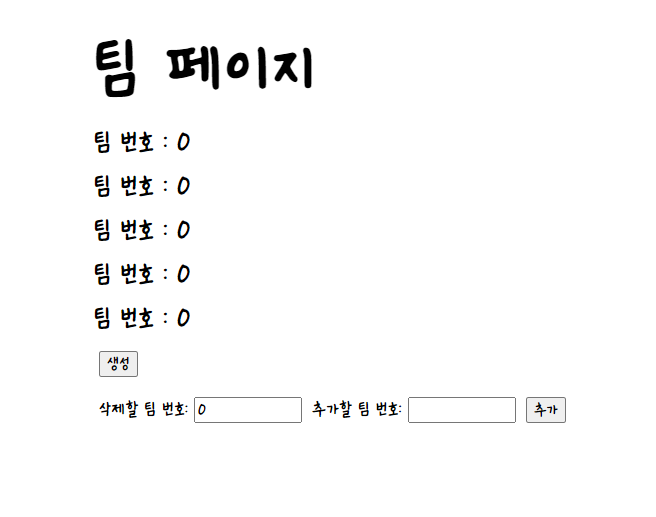 팀 페이지
팀 번호 : 0
팀 번호 : 0
팀 번호 : 0
팀 번호 : 0
팀 번호 : 0
생성
삭제할 팀 번호: 0 추가할 팀 번호: 추가